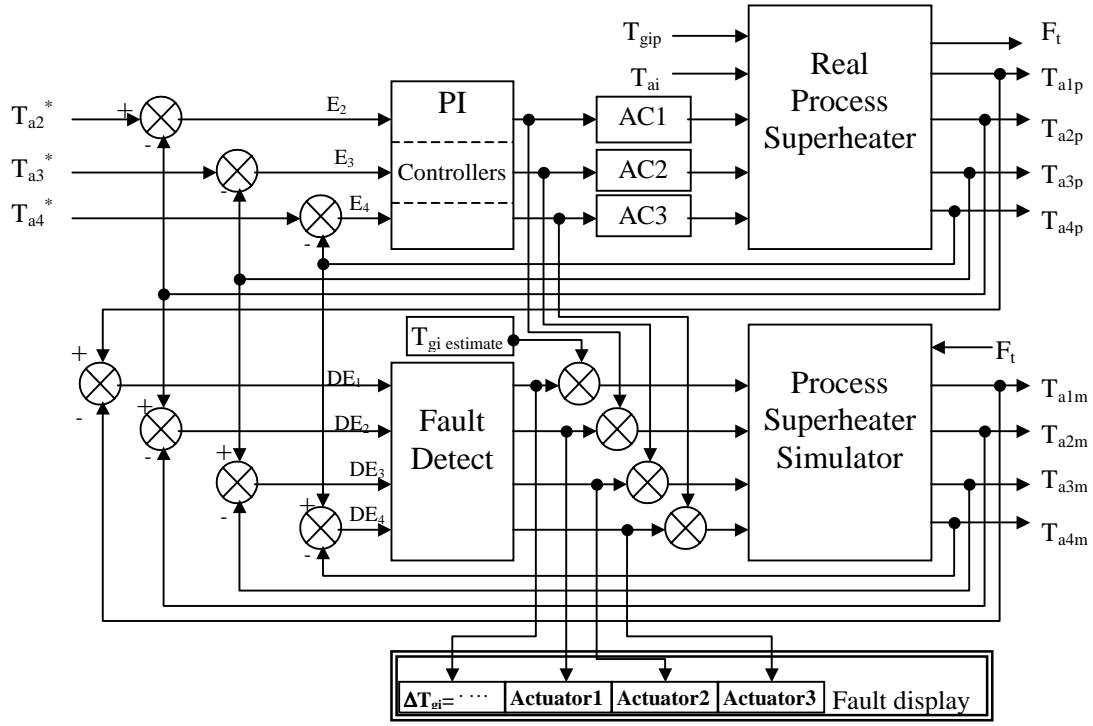 T_gip
F_t
T_ai
Real
Process
Superheater
T_a1p
T_a2*
+
-
E_2
PI
Controllers
AC1
T_a2p
T_a3*
-
E_3
AC2
T_a3p
T_a4*
-
E_4
AC3
T_a4p
T_gi estimate
F_t
+
-
DE_1
Fault
Detect
Process
Superheater
Simulator
T_a1m
+
-
DE_2
T_a2m
+
-
DE_3
T_a3m
+
-
DE_4
T_a4m
ΔT_gi= · ····
Actuator1
Actuator2
Actuator3
Fault display